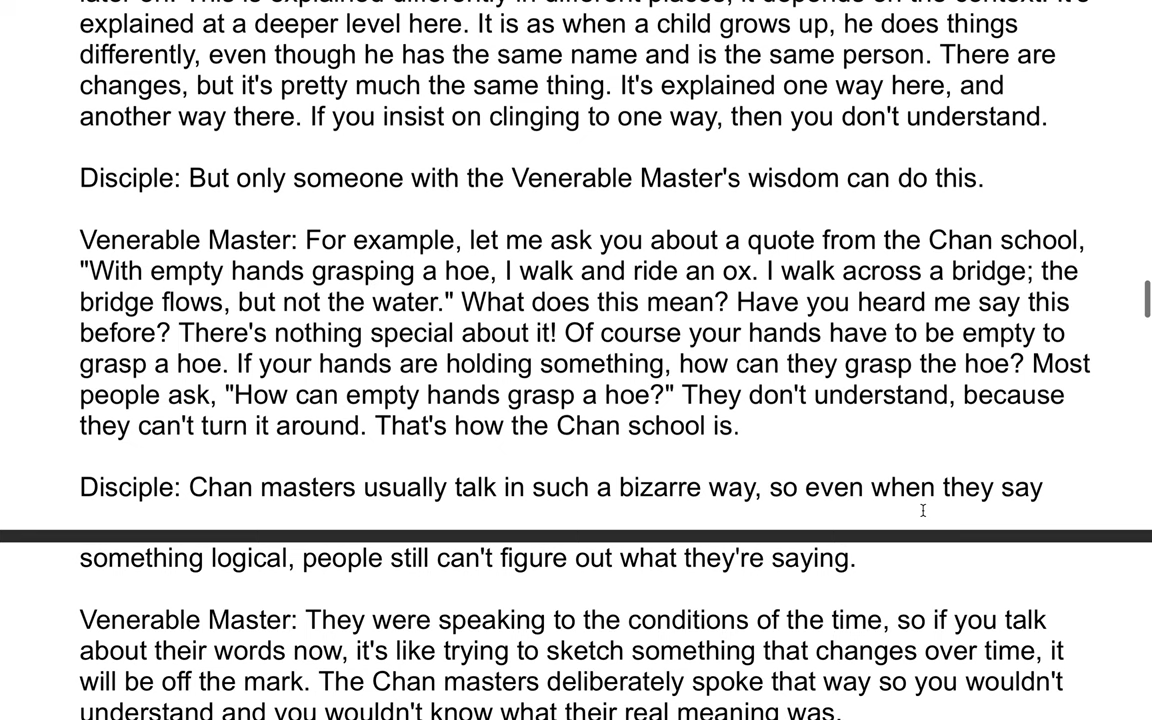 explained at a deeper level here. It is as when a child grows up, he does things
differently, even though he has the same name and is the same person. There are
changes, but it's pretty much the same thing. It's explained one way here, and
another way there. If you insist on clinging to one way, then you don't understand.
Disciple: But only someone with the Venerable Master's wisdom can do this.
Venerable Master: For example, let me ask you about a quote from the Chan school,
"With empty hands grasping a hoe, I walk and ride an ox. I walk across a bridge; the
bridge flows, but not the water." What does this mean? Have you heard me say this
before? There's nothing special about it! Of course your hands have to be empty to
grasp a hoe. If your hands are holding something, how can they grasp the hoe? Most
people ask, "How can empty hands grasp a hoe?" They don't understand, because
they can't turn it around. That's how the Chan school is.
Disciple: Chan masters usually talk in such a bizarre way, so even when they say
something logical, people still can't figure out what they're saying.
Venerable Master: They were speaking to the conditions of the time, so if you talk
about their words now, it's like trying to sketch something that changes over time, it
will be off the mark. The Chan masters deliberately spoke that way so you wouldn't
understand and you wouldn't know what their real meaning was.